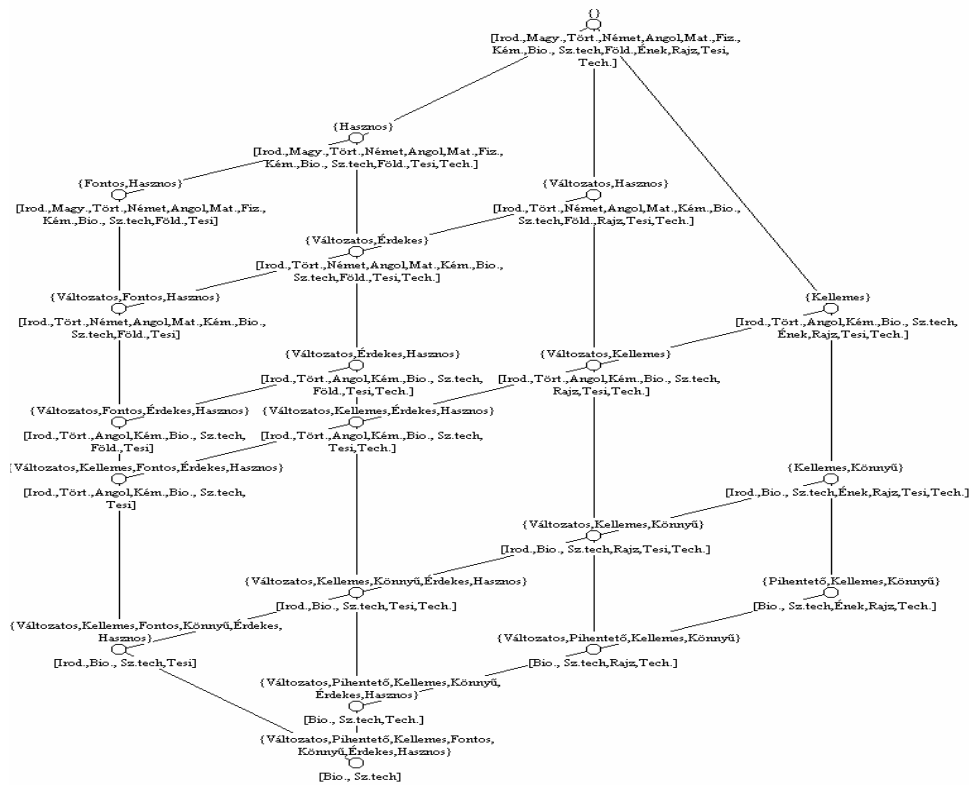 {}
[Irod.,Magy.,Tört.,Német,Angol,Mat.,Fiz.,
Kém.,Bio., Sz.tech,Föld.,Ének,Rajz,Tesi,
Tech.]
{Hasznos}
[Irod.,Magy.,Tört.,Német,Angol,Mat.,Fiz.,
Kém.,Bio., Sz.tech,Föld.,Tesi,Tech.]
{Fontos,Hasznos}
[Irod.,Magy.,Tört.,Német,Angol,Mat.,Fiz.,
Kém.,Bio., Sz.tech,Föld.,Tesi]
{Változatos,Hasznos}
[Irod.,Tört.,Német,Angol,Mat.,Kém.,Bio.,
Sz.tech,Föld.,Rajz,Tesi,Tech.]
{Változatos,Érdekes}
[Irod.,Tört.,Német,Angol,Mat.,Kém.,Bio.,
Sz.tech,Föld.,Tesi,Tech.]
{Változatos,Fontos,Hasznos}
[Irod.,Tört.,Német,Angol,Mat.,Kém.,Bio.,
Sz.tech,Föld.,Tesi]
{Kellemes}
[Irod.,Tört.,Angol,Kém.,Bio., Sz.tech,
Ének,Rajz,Tesi,Tech.]
{Változatos,Érdekes,Hasznos}
[Irod.,Tört.,Angol,Kém.,Bio., Sz.tech,
Föld.,Tesi,Tech.]
{Változatos,Kellemes}
[Irod.,Tört.,Angol,Kém.,Bio., Sz.tech,
Rajz,Tesi,Tech.]
{Változatos,Fontos,Érdekes,Hasznos}
[Irod.,Tört.,Angol,Kém.,Bio., Sz.tech,
Föld.,Tesi]
{Változatos,Kellemes,Érdekes,Hasznos}
[Irod.,Tört.,Angol,Kém.,Bio., Sz.tech,
Tesi,Tech.]
{Változatos,Kellemes,Fontos,Érdekes,Hasznos}
[Irod.,Tört.,Angol,Kém.,Bio., Sz.tech,
Tesi]
{Kellemes,Könnyű}
[Irod.,Bio., Sz.tech,Ének,Rajz,Tesi,Tech.]
{Változatos,Kellemes,Könnyű}
[Irod.,Bio., Sz.tech,Rajz,Tesi,Tech.]
{Változatos,Kellemes,Könnyű,Érdekes,Hasznos}
[Irod.,Bio., Sz.tech,Tesi,Tech.]
{Pihentető,Kellemes,Könnyű}
[Bio., Sz.tech,Ének,Rajz,Tech.]
{Változatos,Kellemes,Fontos,Könnyű,Érdekes,
Hasznos}
[Irod.,Bio., Sz.tech,Tesi]
{Változatos,Pihentető,Kellemes,Könnyű}
[Bio., Sz.tech,Rajz,Tech.]
{Változatos,Pihentető,Kellemes,Könnyű,
Érdekes,Hasznos}
[Bio., Sz.tech,Tech.]
{Változatos,Pihentető,Kellemes,Fontos,
Könnyű,Érdekes,Hasznos}
[Bio., Sz.tech]